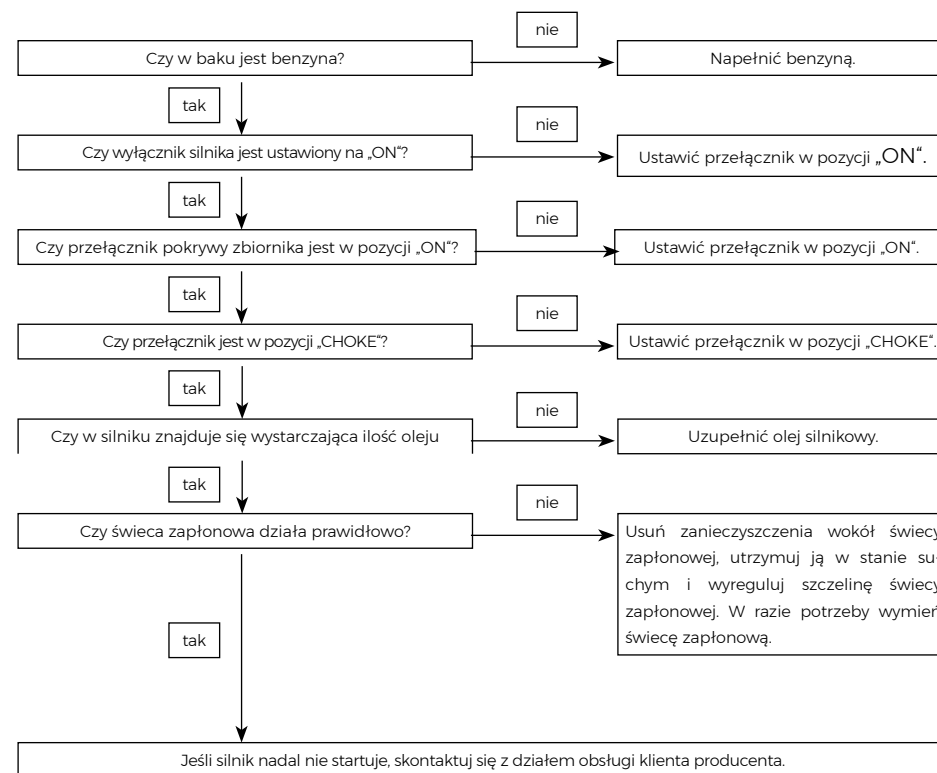 nie
Czy w baku jest benzyna?
Napełnić benzyną.
tak
nie
Czy wyłącznik silnika jest ustawiony na „ON“?
Ustawić przełącznik w pozycji „ON“.
tak
nie
Czy przełącznik pokrywy zbiornika jest w pozycji „ON“?
Ustawić przełącznik w pozycji „ON“.
tak
nie
Czy przełącznik jest w pozycji „CHOKE“?
Ustawić przełącznik w pozycji „CHOKE“.
tak
nie
Czy w silniku znajduje się wystarczająca ilość oleju
Uzupełnić olej silnikowy.
tak
nie
Czy świeca zapłonowa działa prawidłowo?
Usuń zanieczyszczenia wokół świecy
zapłonowej, utrzymuj ją w stanie su-
chym i wyreguluj szczelinę świecy
zapłonowej. W razie potrzeby wymień
świecę zapłonową.
tak
Jeśli silnik nadal nie startuje, skontaktuj się z działem obsługi klienta producenta.